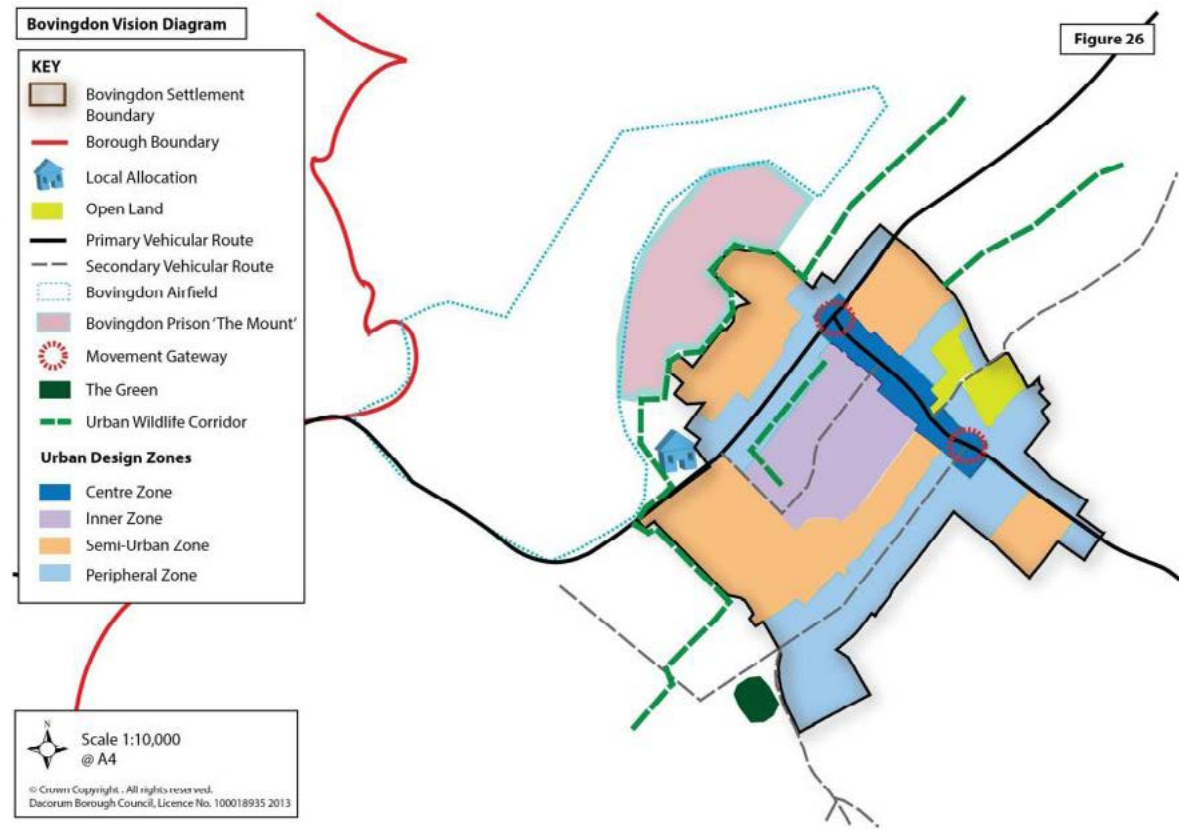 Bovingdon Vision Diagram
Figure 26
KEY
Bovingdon Settlement
Boundary
Borough Boundary
Local Allocation
Open Land
Primary Vehicular Route
Secondary Vehicular Route
Bovingdon Airfield
Bovingdon Prison 'The Mount'
Movement Gateway
The Green
Urban Wildlife Corridor
Urban Design Zones
Centre Zone
Inner Zone
Semi-Urban Zone
Peripheral Zone
N
Scale 1:10,000
@ A4
© Crown Copyright . All rights reserved.
Dacorum Borough Council, Licence No. 100018935 2013